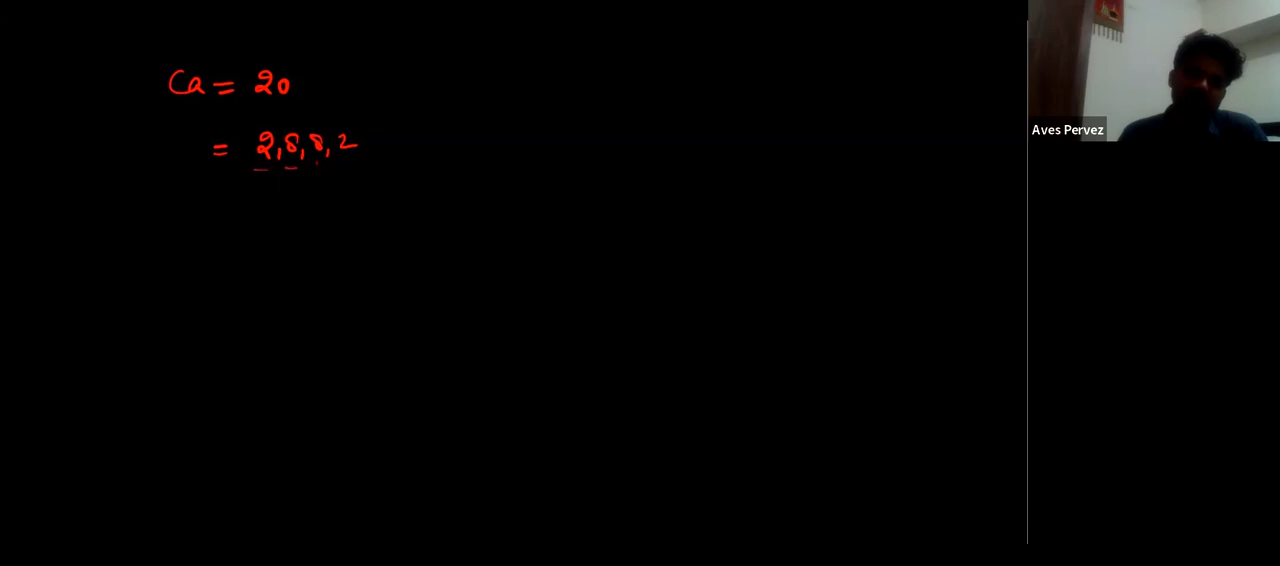 Ca = 20
= 2,8,8,2
Aves Pervez